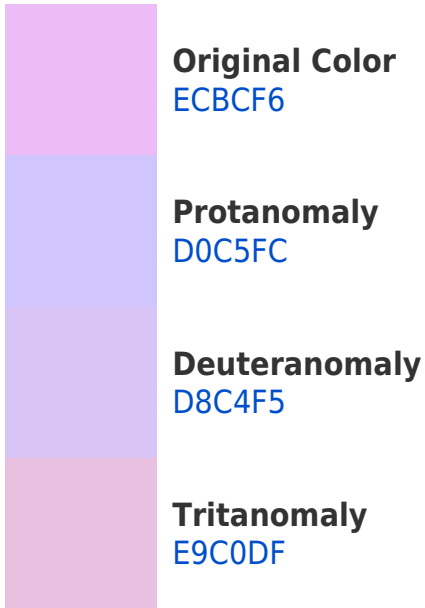 Original Color
ECBCF6
Protanomaly
D0C5FC
Deuteranomaly
D8C4F5
Tritanomaly
E9C0DF